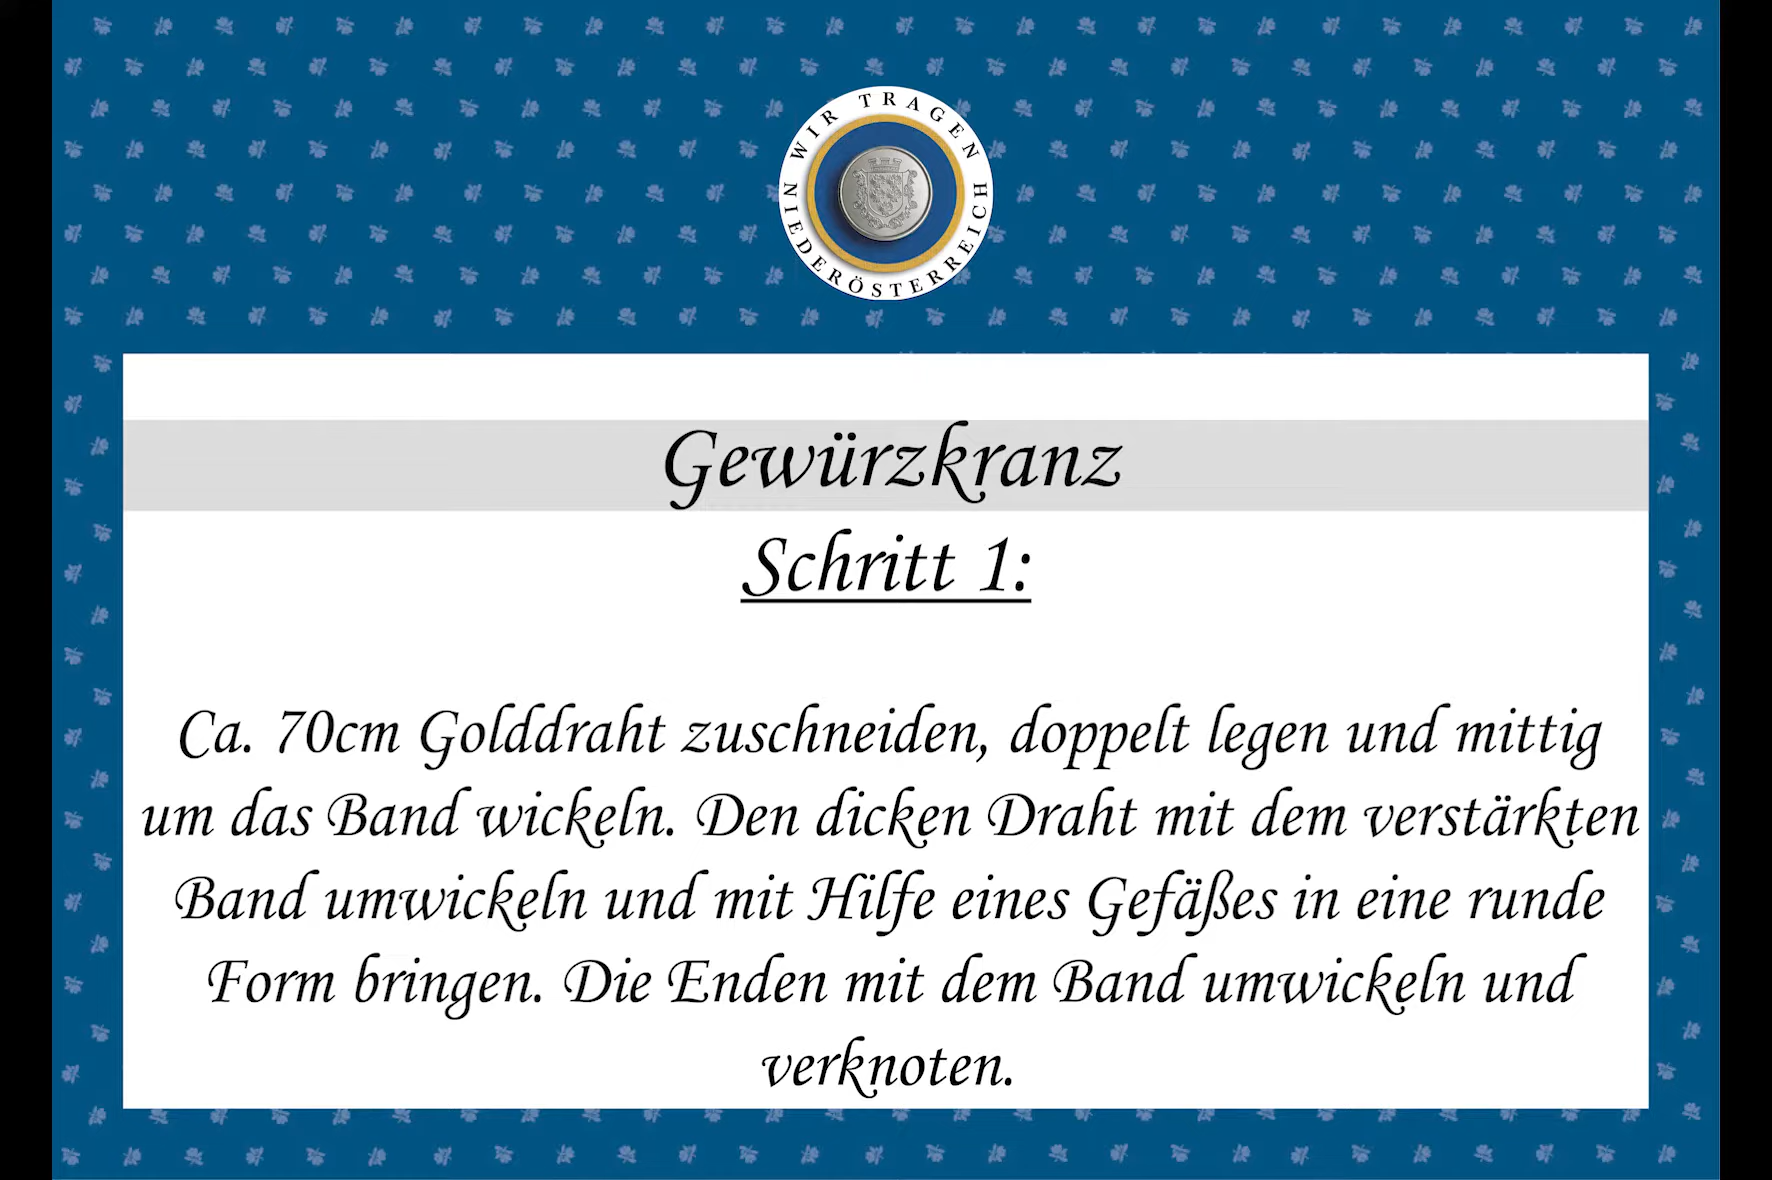 WIR TRAGEN NIEDERÖSTERREICH
Gewürzkranz
Schritt 1:
Ca. 70cm Golddraht zuschneiden, doppelt legen und mittig
um das Band wickeln. Den dicken Draht mit dem verstärkten
Band umwickeln und mit Hilfe eines Gefäßes in eine runde
Form bringen. Die Enden mit dem Band umwickeln und
verknoten.